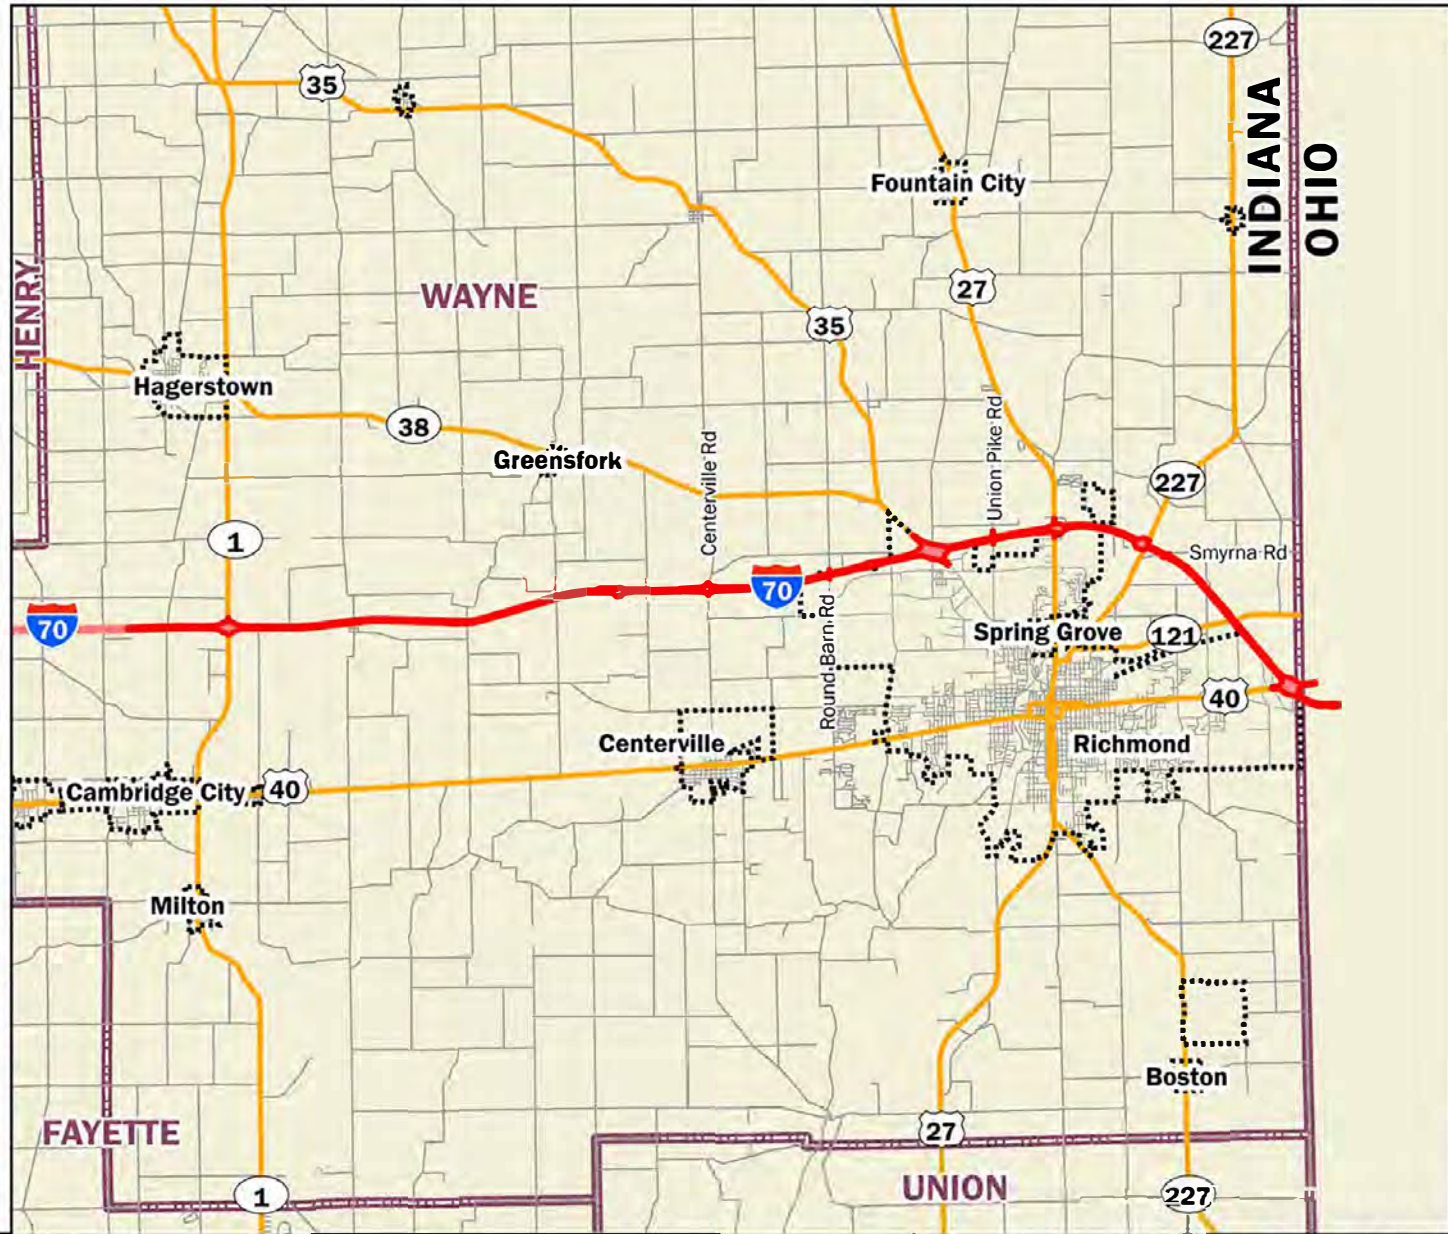 227
35
INDIANA
OHIO
Fountain City
HENRY
27
WAYNE
35
Hagerstown
38
Union Pike Rd
Greensfork
Centerville Rd
227
1
Smyrna Rd
70
70
Round Barn Rd
Spring Grove
121
40
Centerville
Richmond
Cambridge City
40
Milton
Boston
FAYETTE
27
UNION
1
227